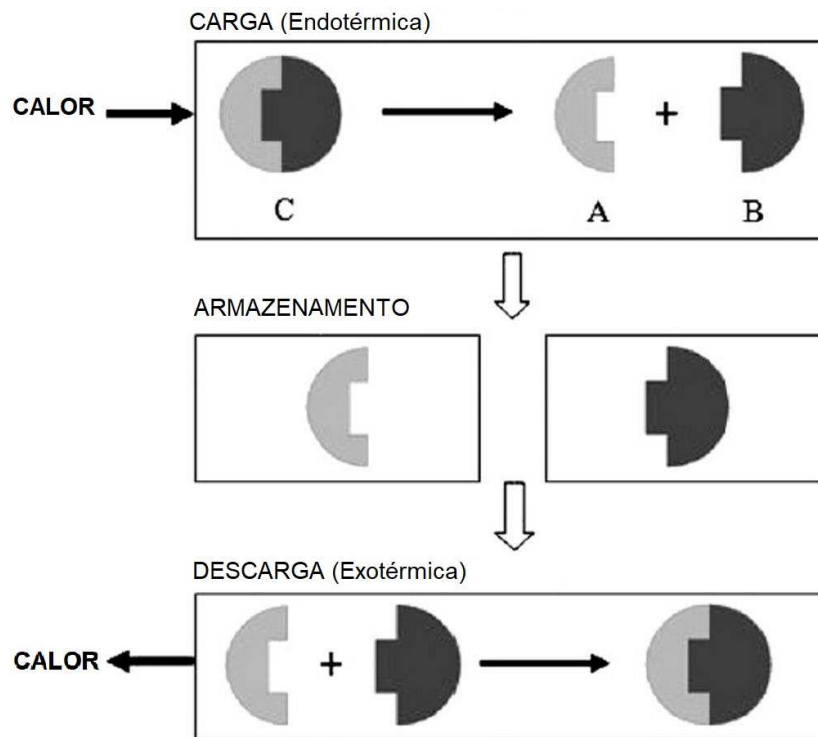 CARGA (Endotérmica)
CALOR
+
C
A
B
ARMAZENAMENTO
DESCARGA (Exotérmica)
CALOR
+